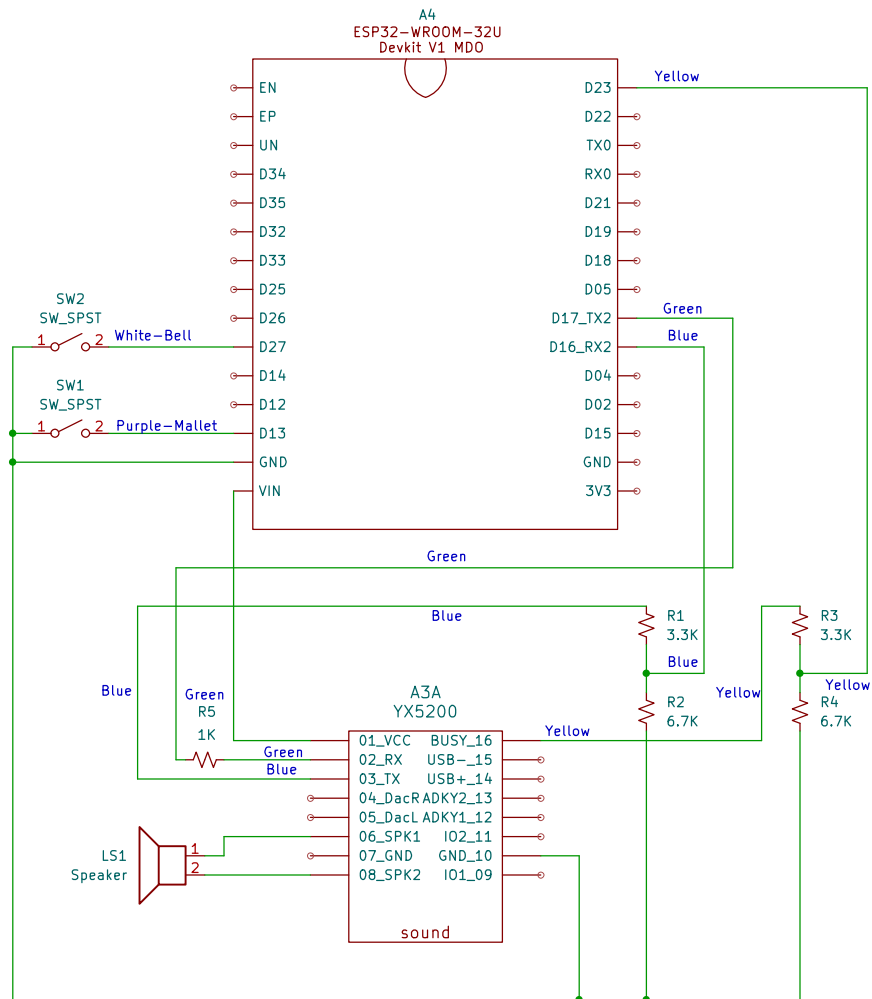 A4
ESP32-WROOM-32U
Devkit V1 MDO
EN
D23
Yellow
EP
D22
UN
TX0
D34
RX0
D35
D21
D32
D19
D33
D18
D25
D05
SW2
SW_SPST
D26
D17_TX2
Green
1
2
White-Bell
D27
D16_RX2
Blue
D14
D04
SW1
SW_SPST
D12
D02
1
2
Purple-Mallet
D13
D15
GND
GND
VIN
3V3
Green
Blue
R1
3.3K
R3
3.3K
Blue
Blue
Green
R5
1K
Yellow
Yellow
R2
6.7K
R4
6.7K
A3A
YX5200
Yellow
Green
Blue
01_VCC
BUSY_16
02_RX
USB-_15
03_TX
USB+_14
04_DacR
ADKY2_13
05_DacL
ADKY1_12
06_SPK1
IO2_11
07_GND
GND_10
08_SPK2
IO1_09
LS1
Speaker
1
2
sound